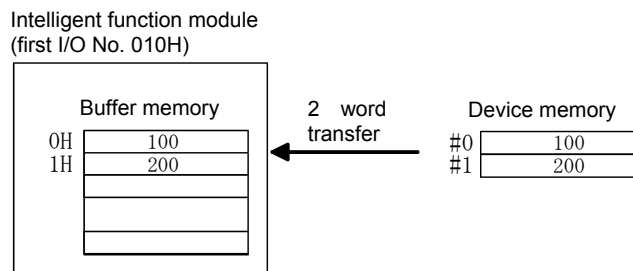 Intelligent function module
(first I/O No. 010H)
Buffer memory
0H 100
1H 200
2 word
transfer
Device memory
#0 100
#1 200